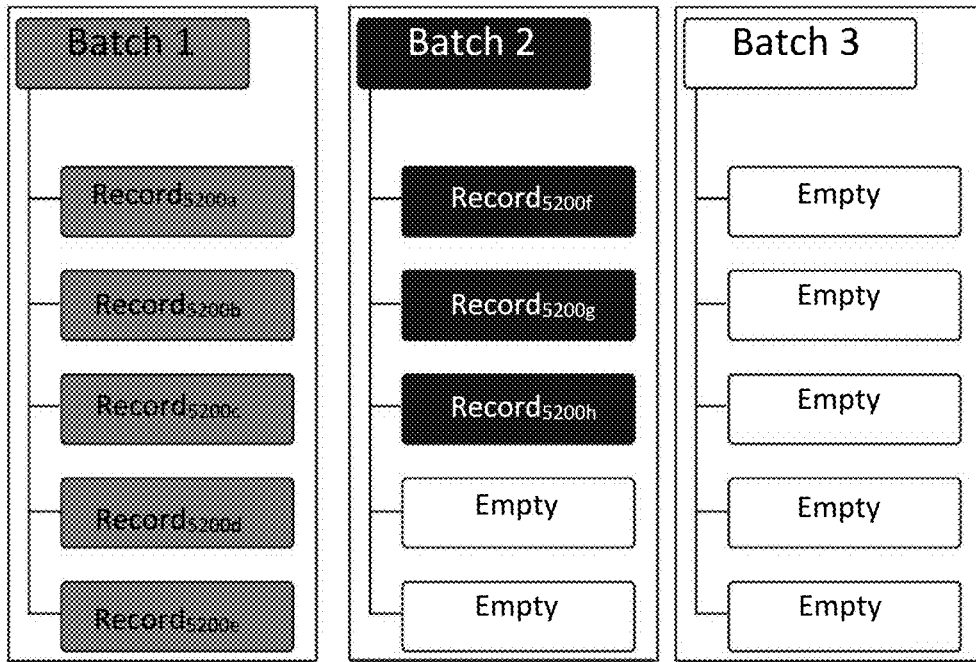 Batch 1
Record5200a
Record5200b
Record5200c
Record5200d
Record5200e
Batch 2
Record5200f
Record5200g
Record5200h
Empty
Empty
Batch 3
Empty
Empty
Empty
Empty
Empty